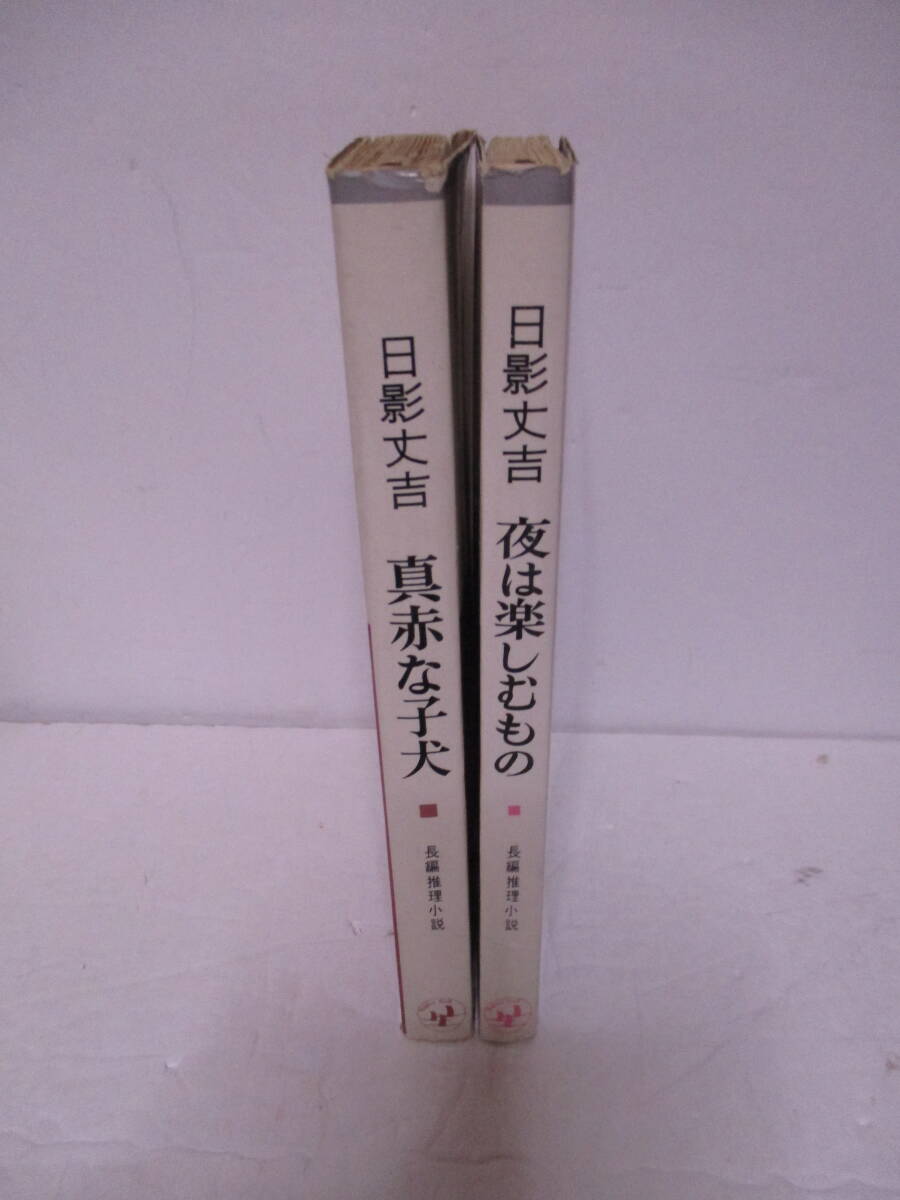 日影丈吉
真赤な子犬
長編推理小説
日影丈吉
夜は楽しむもの
長編推理小説